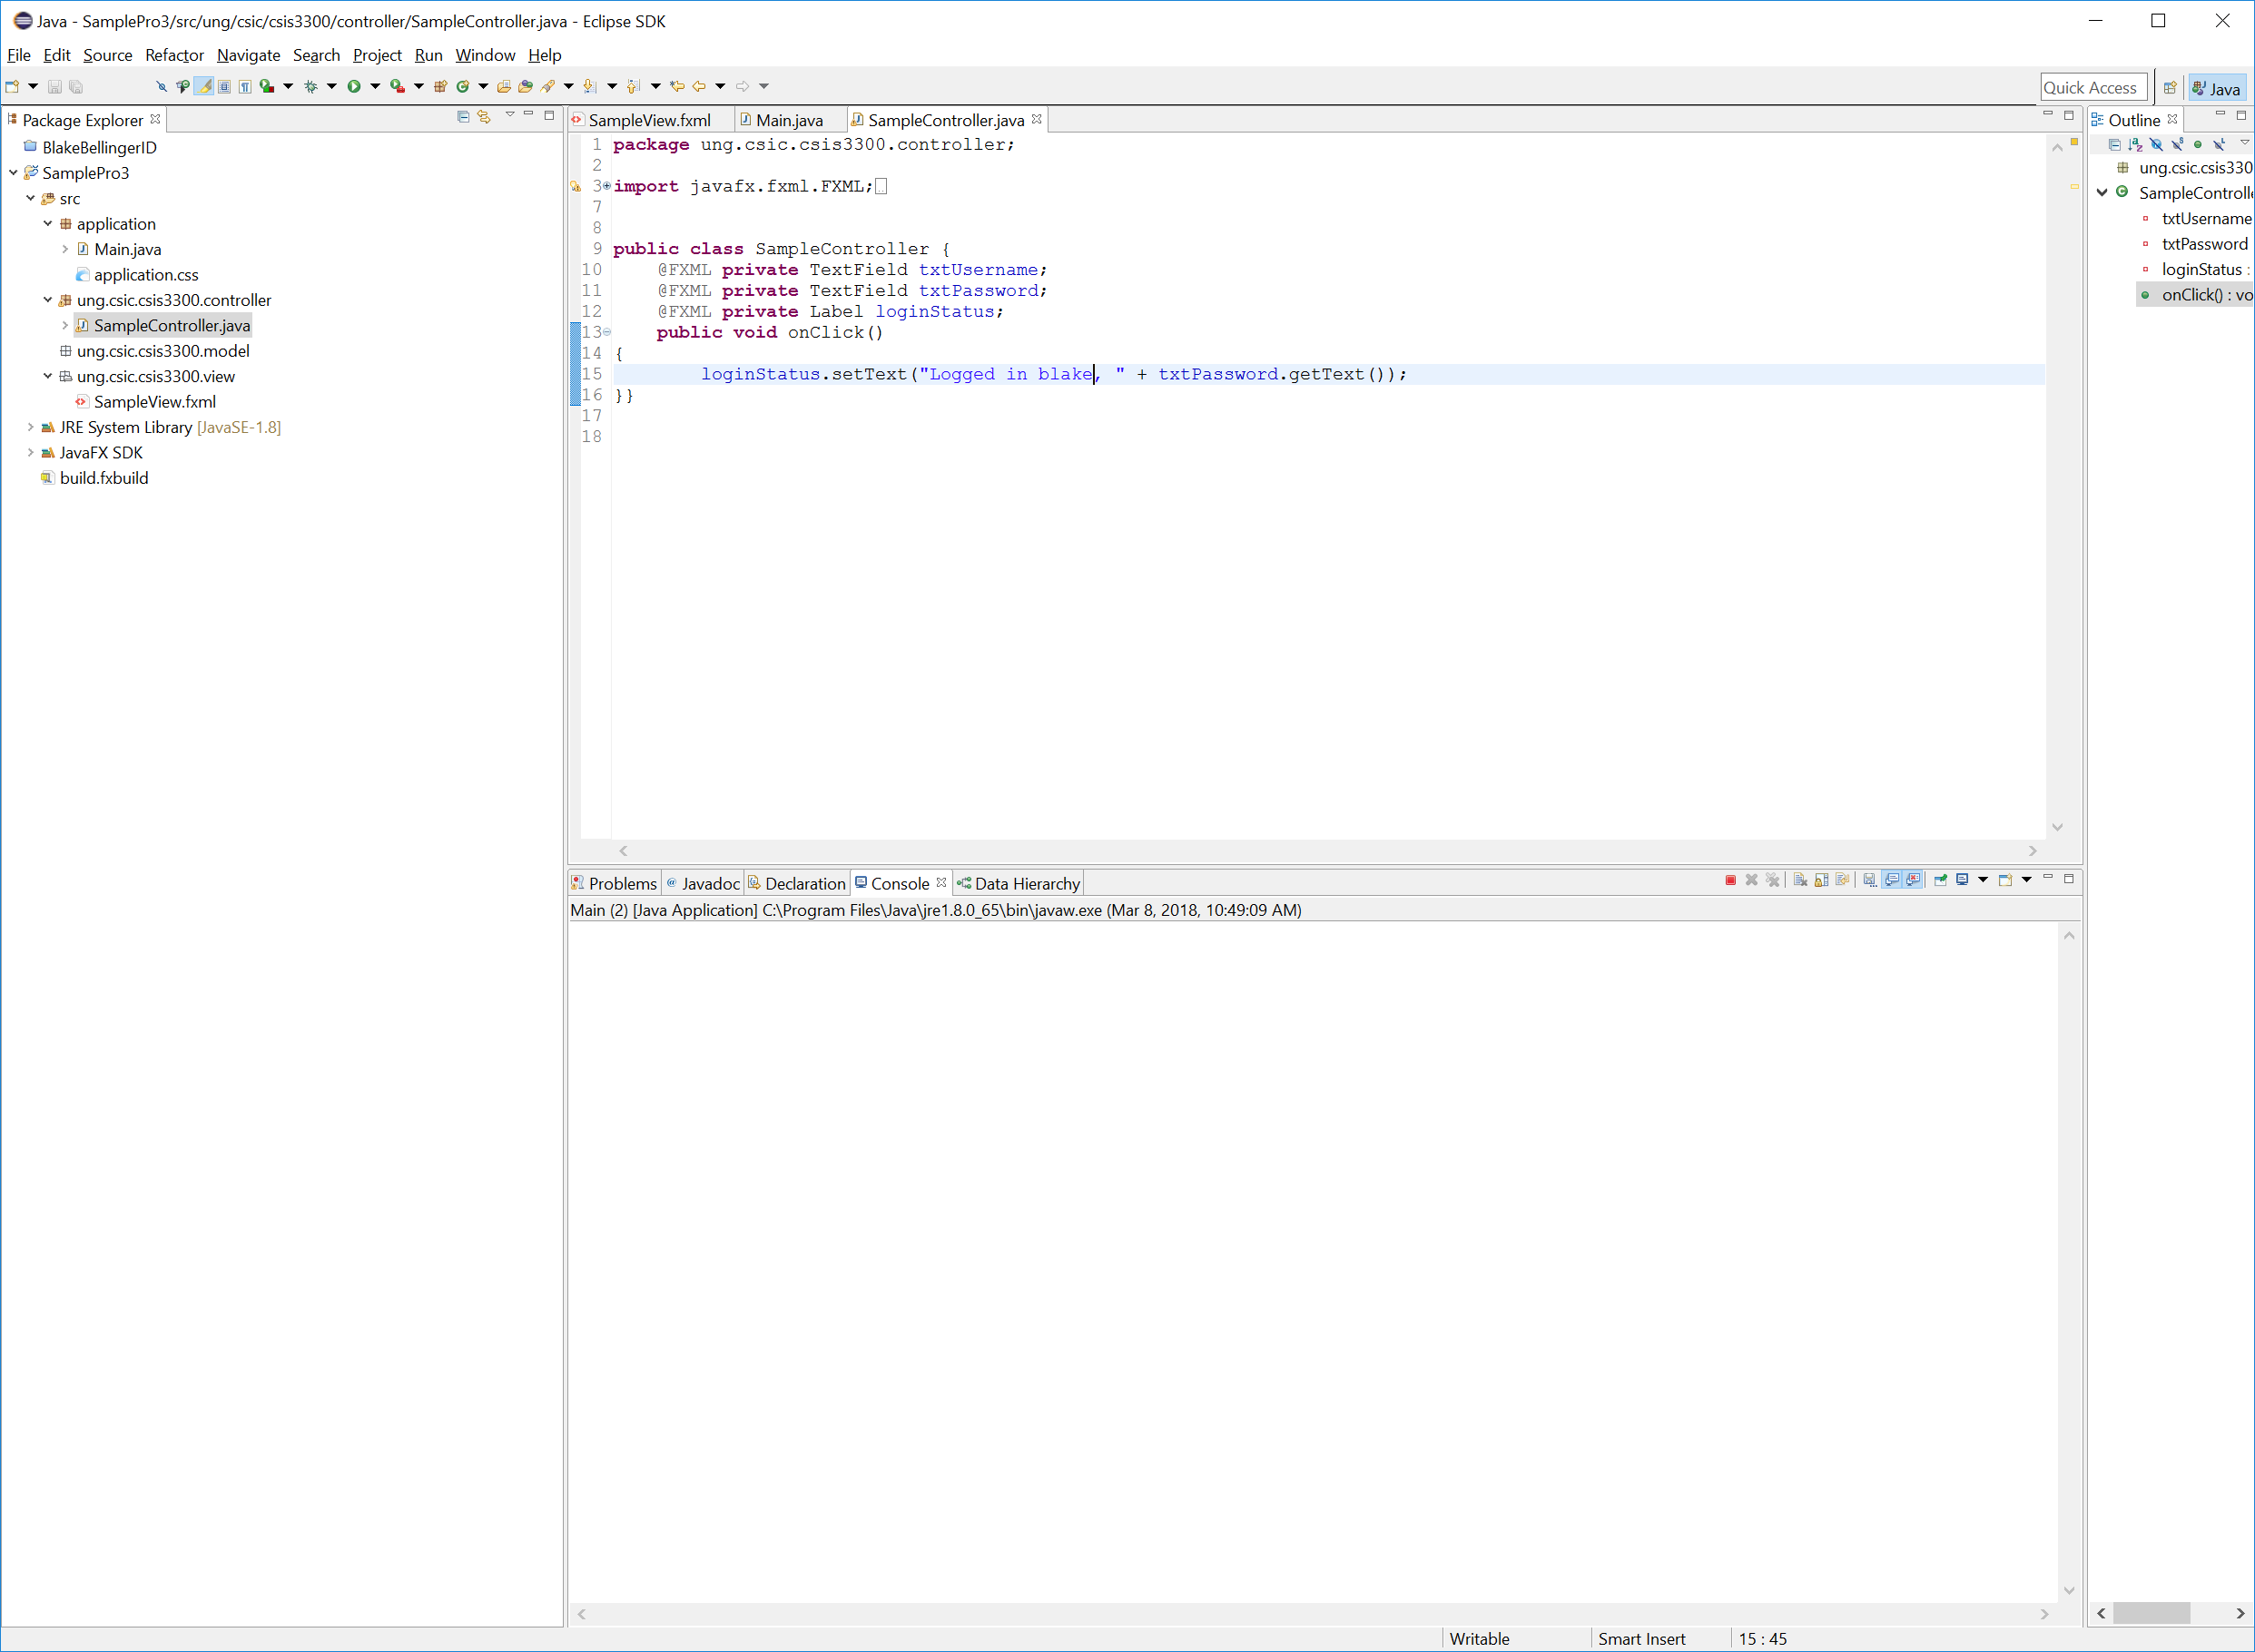 Java - SamplePro3/src/ung/csic/csis3300/controller/SampleController.java - Eclipse SDK
File Edit Source Refactor Navigate Search Project Run Window Help
Quick Access
Java
Package Explorer
BlakeBellingerID
SamplePro3
src
application
Main.java
application.css
ung.csic.csis3300.controller
SampleController.java
ung.csic.csis3300.model
ung.csic.csis3300.view
SampleView.fxml
JRE System Library [JavaSE-1.8]
JavaFX SDK
build.fxbuild
SampleView.fxml Main.java SampleController.java
1 package ung.csic.csis3300.controller;
2
3 import javafx.fxml.FXML;
7
8
9 public class SampleController {
10 @FXML private TextField txtUsername;
11 @FXML private TextField txtPassword;
12 @FXML private Label loginStatus;
13 public void onClick()
14 {
15 loginStatus.setText("Logged in blake, " + txtPassword.getText());
16 }}
17
18
Outline
ung.csic.csis330
SampleControlle
txtUsername
txtPassword
loginStatus :
onClick() : vo
Problems Javadoc Declaration Console Data Hierarchy
Main (2) [Java Application] C:\Program Files\Java\jre1.8.0_65\bin\javaw.exe (Mar 8, 2018, 10:49:09 AM)
Writable Smart Insert 15 : 45